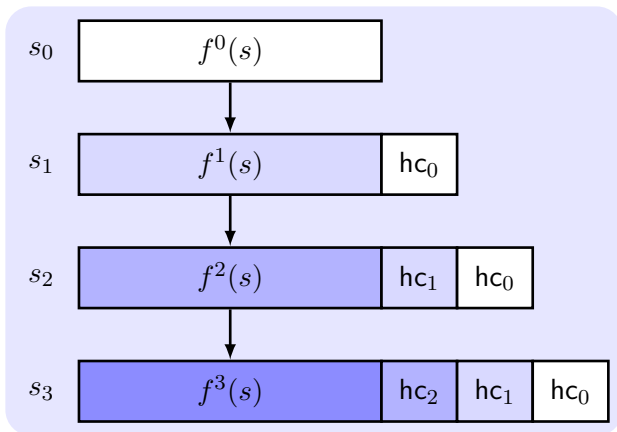 s₀ f⁰(s)
s₁ f¹(s) hc₀
s₂ f²(s) hc₁ hc₀
s₃ f³(s) hc₂ hc₁ hc₀